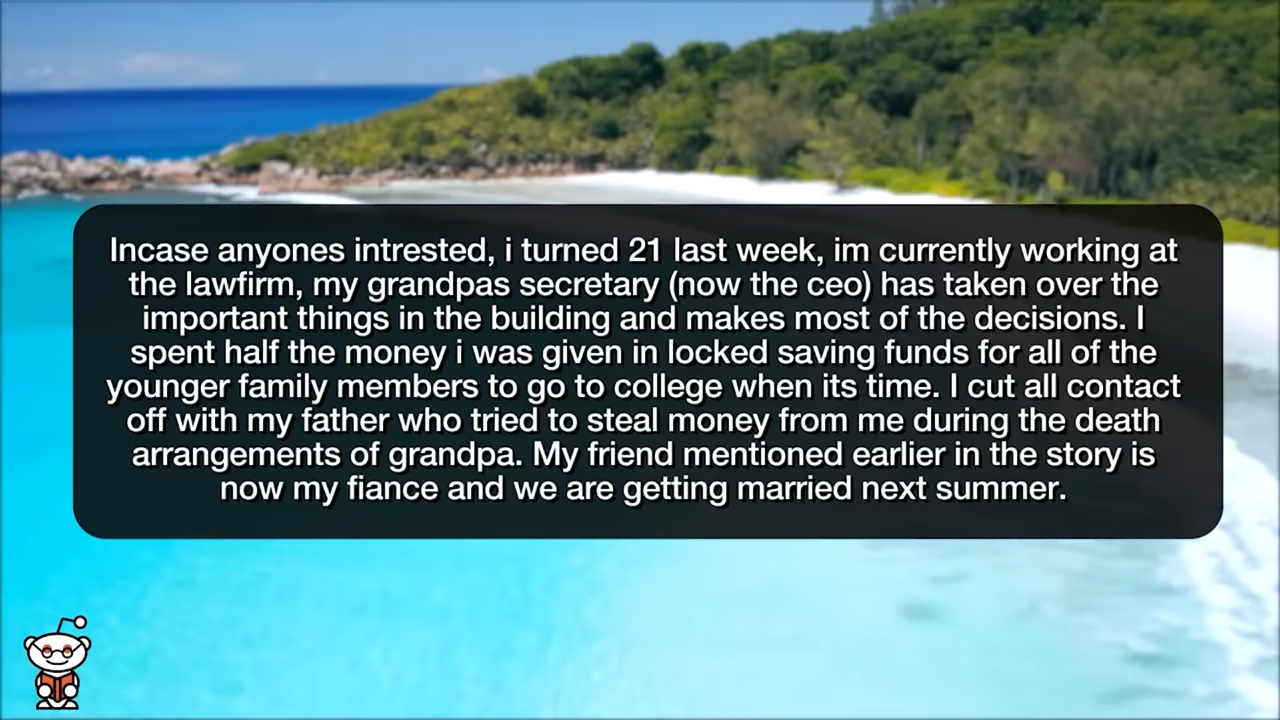 Incase anyones intrested, i turned 21 last week, im currently working at
the lawfirm, my grandpas secretary (now the ceo) has taken over the
important things in the building and makes most of the decisions. I
spent half the money i was given in locked saving funds for all of the
younger family members to go to college when its time. I cut all contact
off with my father who tried to steal money from me during the death
arrangements of grandpa. My friend mentioned earlier in the story is
now my fiance and we are getting married next summer.